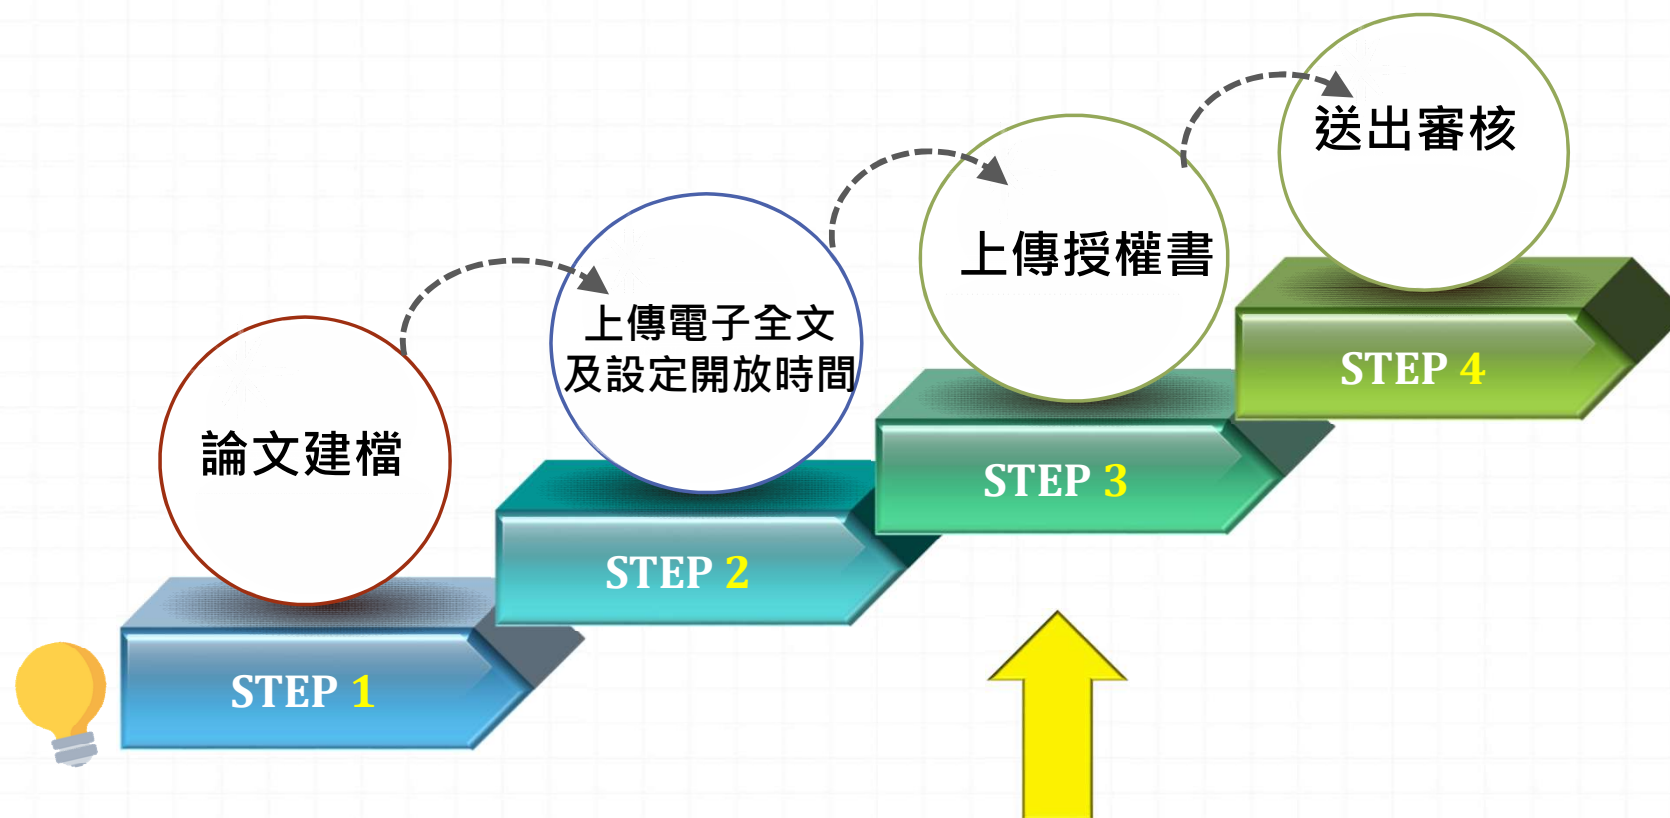 論文建檔
STEP 1
上傳電子全文
及設定開放時間
STEP 2
上傳授權書
STEP 3
送出審核
STEP 4